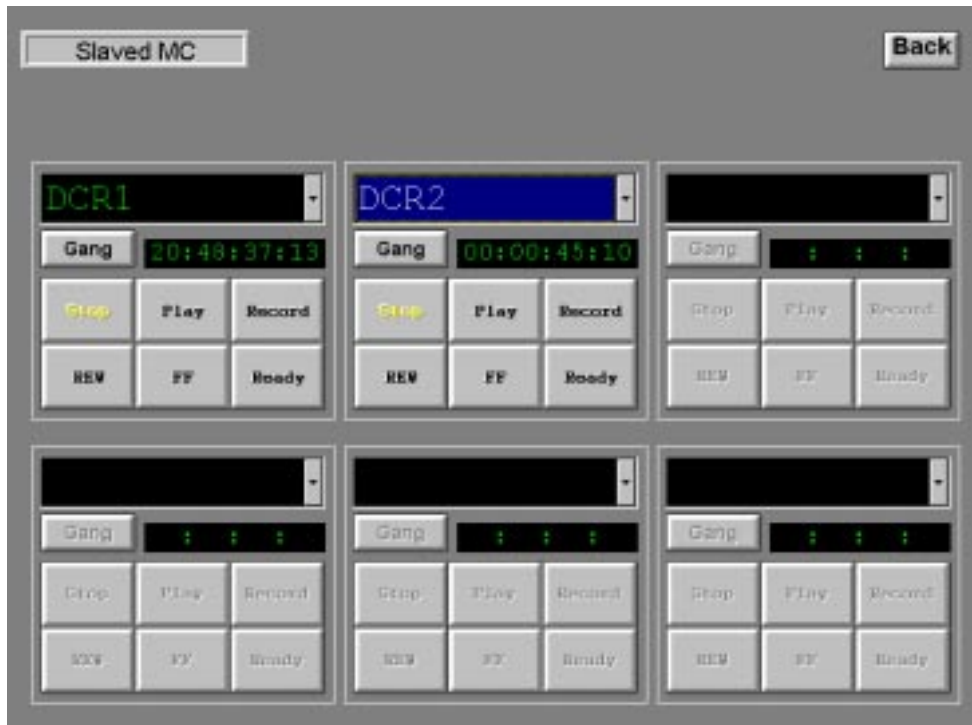 Slaved MC
Back
DCR1
DCR2
Gang 20:48:37:13
Gang 00:00:45:10
Gang : : :
Stop Play Record
Stop Play Record
Stop Play Record
REW FF Ready
REW FF Ready
REW FF Ready
Gang : : :
Gang : : :
Gang : : :
Stop Play Record
Stop Play Record
Stop Play Record
REW FF Ready
REW FF Ready
REW FF Ready